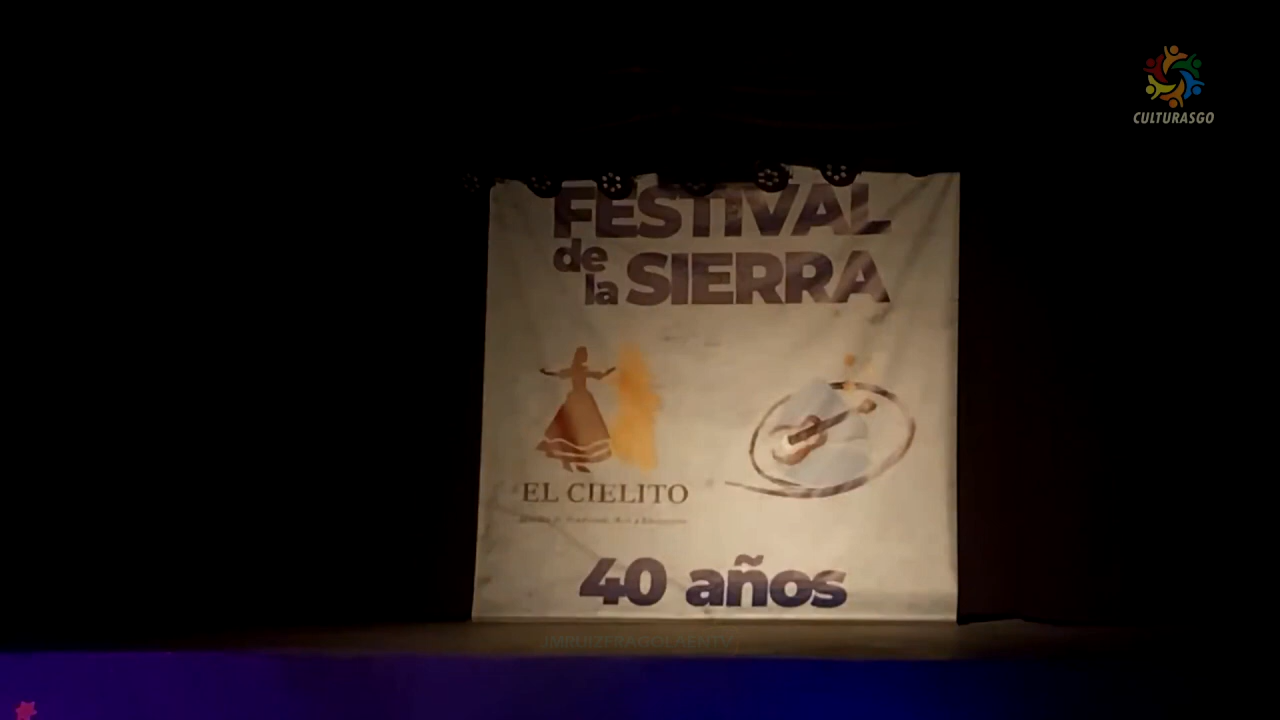 CULTURASGO
FESTIVAL
de
la SIERRA
EL CIELITO
40 años